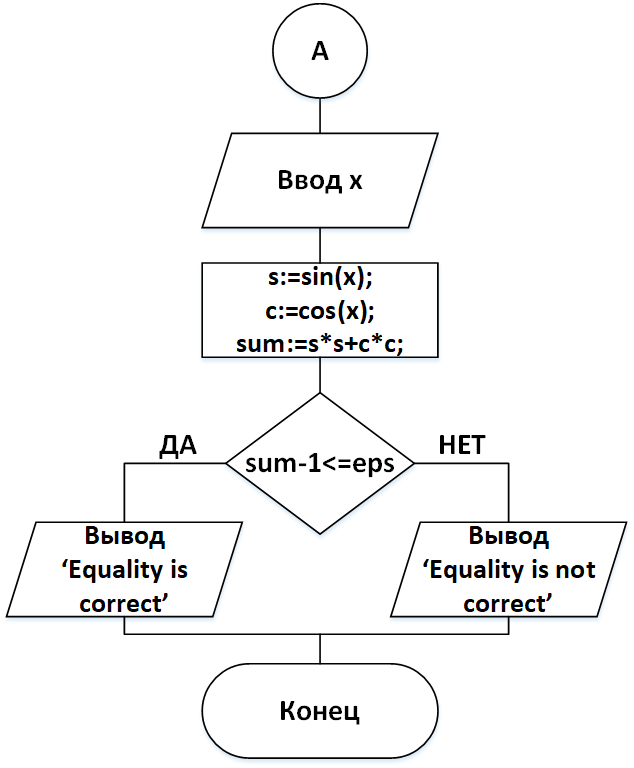 А
Ввод x
s:=sin(x);
c:=cos(x);
sum:=s*s+c*c;
ДА
sum-1<=eps
НЕТ
Вывод
‘Equality is
correct’
Вывод
‘Equality is not
correct’
Конец